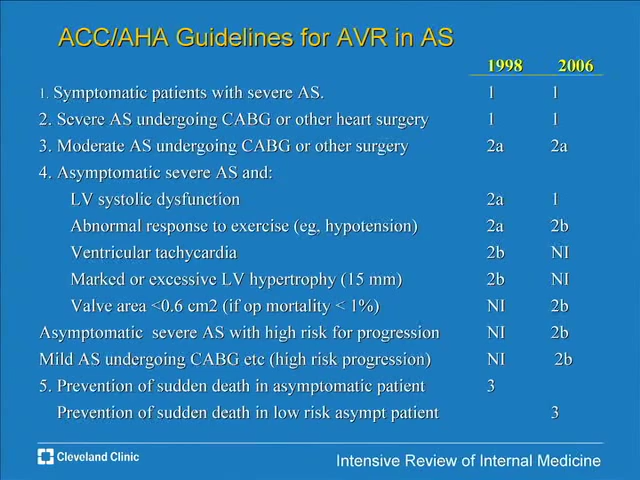 ACC/AHA Guidelines for AVR in AS
1998 2006
1. Symptomatic patients with severe AS. 1 1
2. Severe AS undergoing CABG or other heart surgery 1 1
3. Moderate AS undergoing CABG or other surgery 2a 2a
4. Asymptomatic severe AS and:
LV systolic dysfunction 2a 1
Abnormal response to exercise (eg, hypotension) 2a 2b
Ventricular tachycardia 2b NI
Marked or excessive LV hypertrophy (15 mm) 2b NI
Valve area <0.6 cm2 (if op mortality < 1%) NI 2b
Asymptomatic severe AS with high risk for progression NI 2b
Mild AS undergoing CABG etc (high risk progression) NI 2b
5. Prevention of sudden death in asymptomatic patient 3
Prevention of sudden death in low risk asympt patient 3
Cleveland Clinic
Intensive Review of Internal Medicine